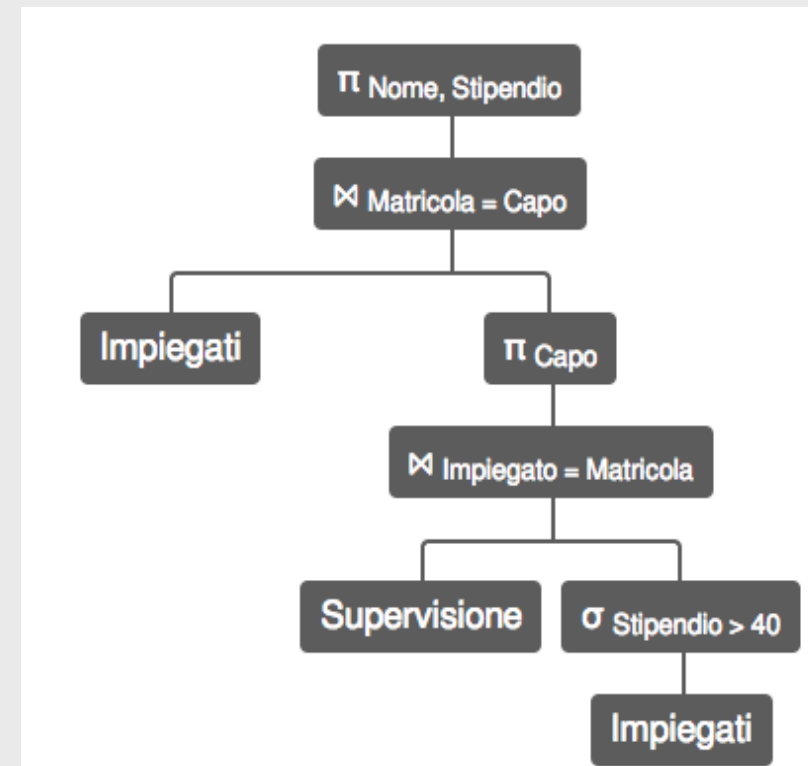 π Nome, Stipendio
⋈ Matricola = Capo
Impiegati
π Capo
⋈ Impiegato = Matricola
Supervisione
σ Stipendio > 40
Impiegati